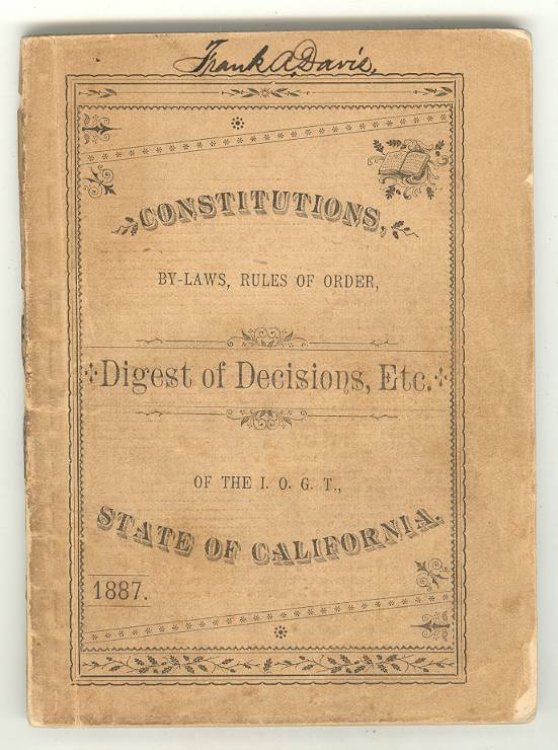 Frank A. Davis,
CONSTITUTIONS,
BY-LAWS, RULES OF ORDER,
Digest of Decisions, Etc.
OF THE I. O. G. T.,
STATE OF CALIFORNIA.
1887.